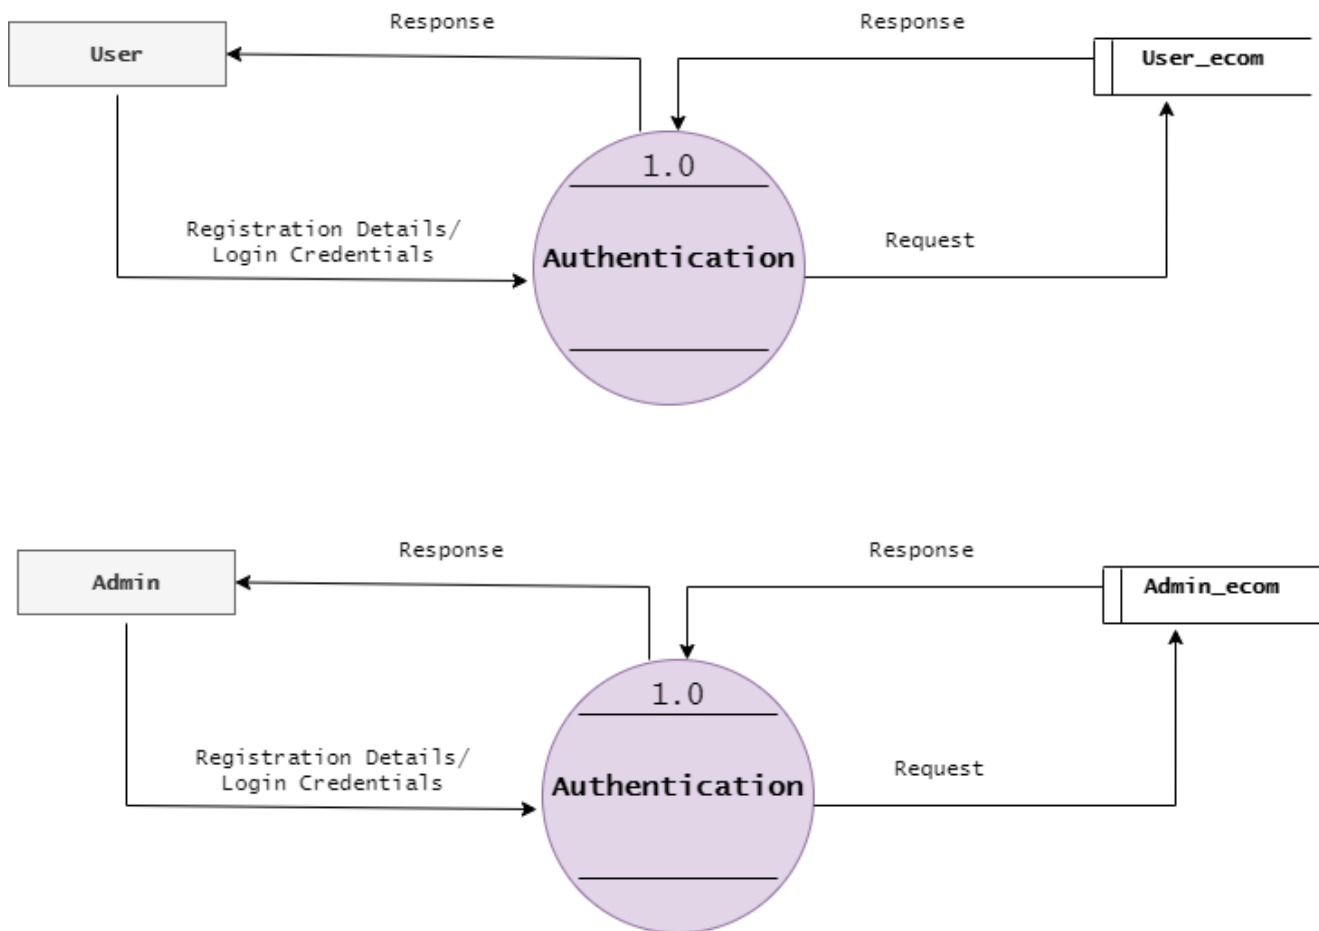 Response
Response
User
User_ecom
1.0
Registration Details/
Login Credentials
Authentication
Request
Response
Response
Admin
Admin_ecom
1.0
Registration Details/
Login Credentials
Authentication
Request